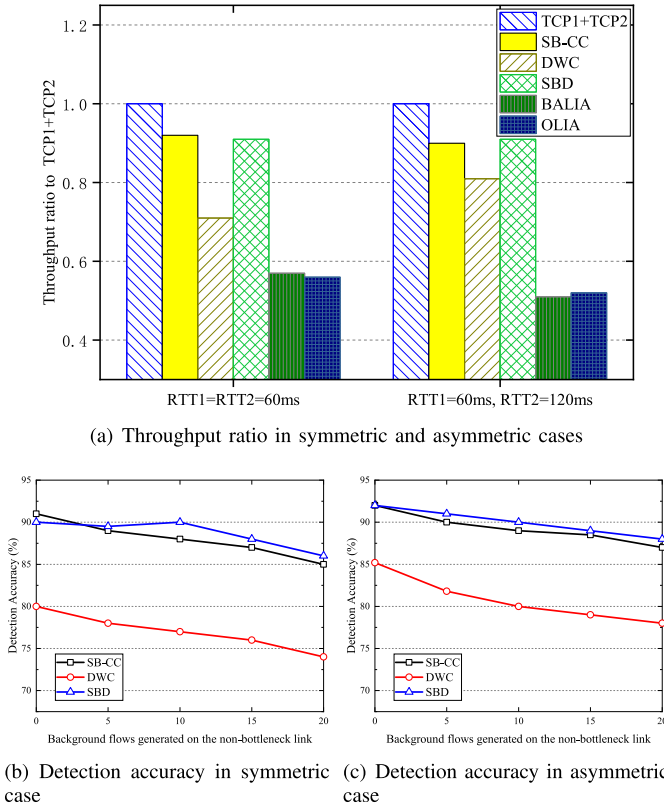 1.2
1.0
0.8
0.6
0.4
Throughput ratio to TCP1+TCP2
TCP1+TCP2
SB-CC
DWC
SBD
BALIA
OLIA
RTT1=RTT2=60ms
RTT1=60ms, RTT2=120ms
(a) Throughput ratio in symmetric and asymmetric cases
95
90
85
80
75
70
Detection Accuracy (%)
SB-CC
DWC
SBD
0 5 10 15 20
Background flows generated on the non-bottleneck link
(b) Detection accuracy in symmetric
case
95
90
85
80
75
70
Detection Accuracy (%)
SB-CC
DWC
SBD
0 5 10 15 20
Background flows generated on the non-bottleneck link
(c) Detection accuracy in asymmetric
case